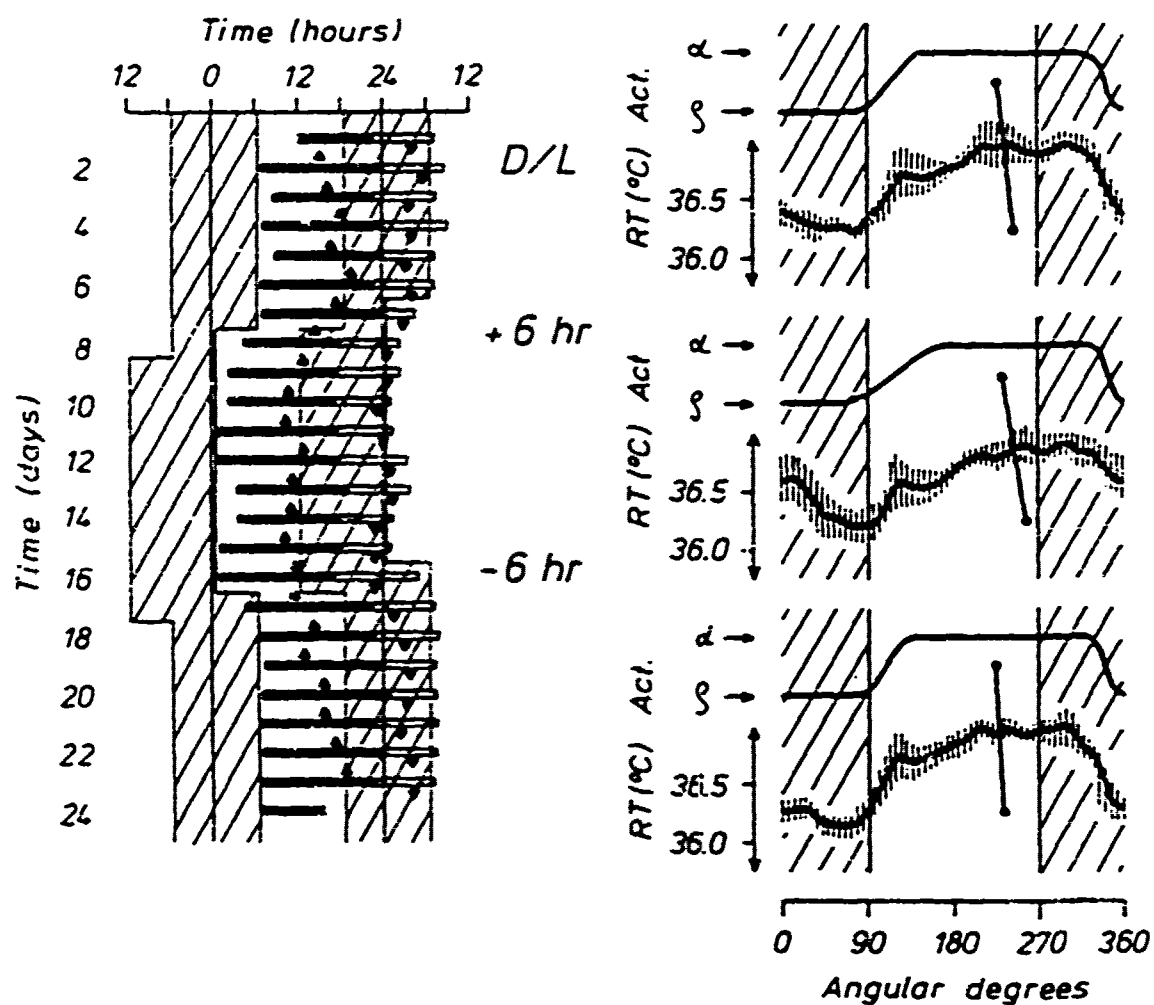 Time (hours)
12 0 12 24 12
Time (days)
2
4
6
8
10
12
14
16
18
20
22
24
D/L
+ 6 hr
- 6 hr
α →
ρ →
RT (°C) Act.
36.5
36.0
α →
ρ →
RT (°C) Act
36.5
36.0
α →
ρ →
RT (°C) Act.
36.5
36.0
0 90 180 270 360
Angular degrees